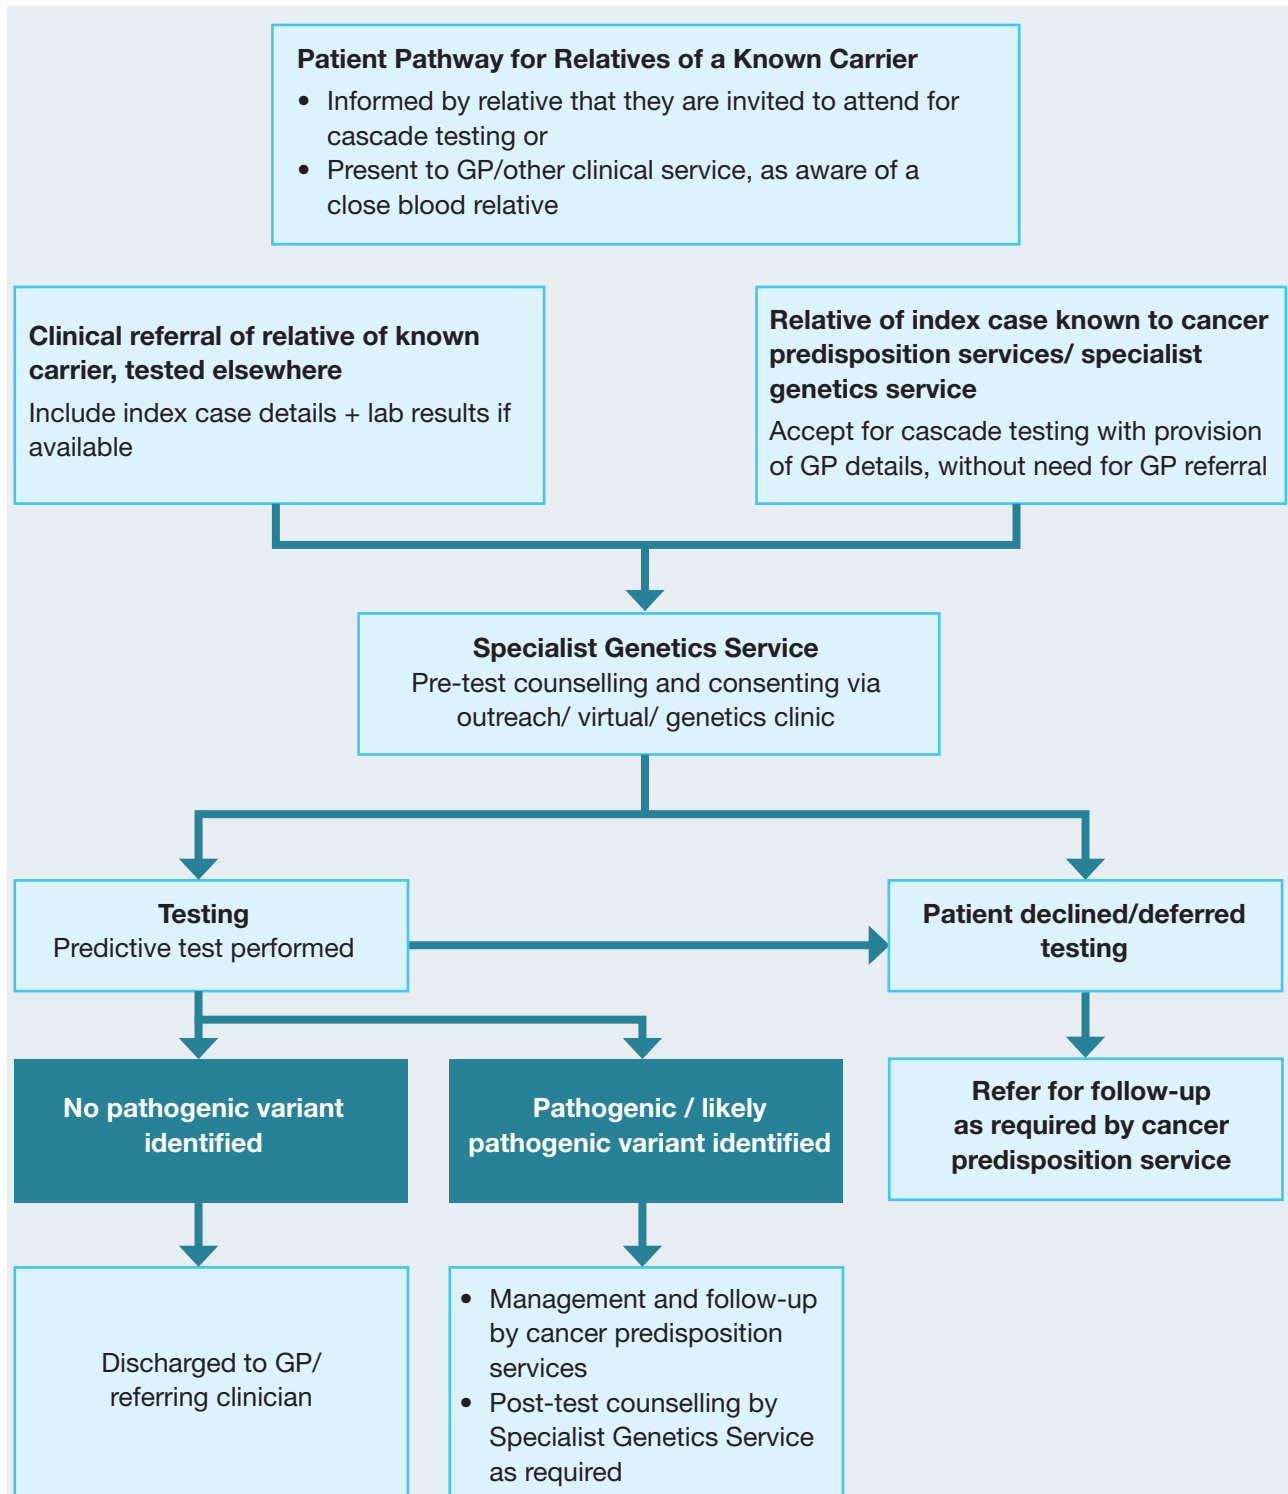 Patient Pathway for Relatives of a Known Carrier
• Informed by relative that they are invited to attend for
cascade testing or
• Present to GP/other clinical service, as aware of a
close blood relative
Clinical referral of relative of known
carrier, tested elsewhere
Include index case details + lab results if
available
Relative of index case known to cancer
predisposition services/ specialist
genetics service
Accept for cascade testing with provision
of GP details, without need for GP referral
Specialist Genetics Service
Pre-test counselling and consenting via
outreach/ virtual/ genetics clinic
Testing
Predictive test performed
Patient declined/deferred
testing
No pathogenic variant
identified
Pathogenic / likely
pathogenic variant identified
Refer for follow-up
as required by cancer
predisposition service
Discharged to GP/
referring clinician
• Management and follow-up
by cancer predisposition
services
• Post-test counselling by
Specialist Genetics Service
as required